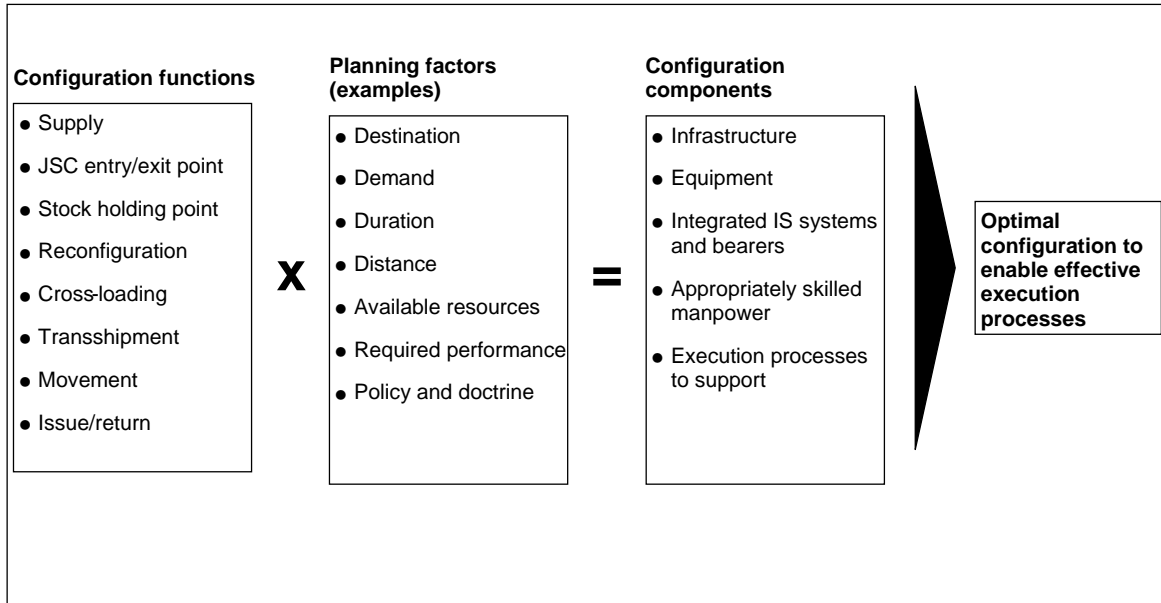 Configuration functions
● Supply
● JSC entry/exit point
● Stock holding point
● Reconfiguration
● Cross-loading
● Transshipment
● Movement
● Issue/return
x
Planning factors
(examples)
● Destination
● Demand
● Duration
● Distance
● Available resources
● Required performance
● Policy and doctrine
=
Configuration
components
● Infrastructure
● Equipment
● Integrated IS systems
and bearers
● Appropriately skilled
manpower
● Execution processes
to support
Optimal
configuration to
enable effective
execution
processes